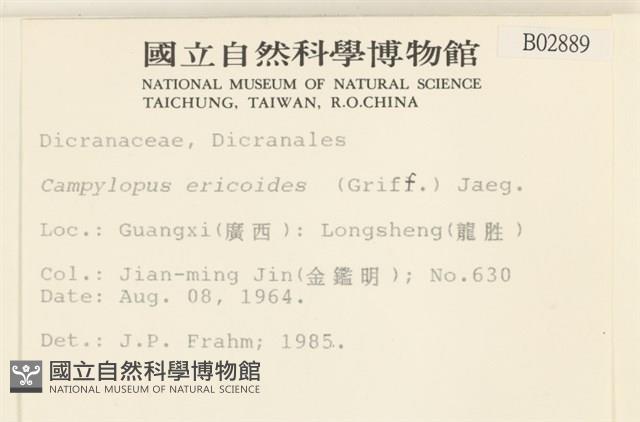 國立自然科學博物館
B02889
NATIONAL MUSEUM OF NATURAL SCIENCE
TAICHUNG, TAIWAN, R.O.CHINA
Dicranaceae, Dicranales
Campylopus ericoides (Griff.) Jaeg.
Loc.: Guangxi(廣西): Longsheng(龍胜)
Col.: Jian-ming Jin(金鑑明); No.630
Date: Aug. 08, 1964.
Det.: J.P. Frahm; 1985.
國立自然科學博物館
NATIONAL MUSEUM OF NATURAL SCIENCE